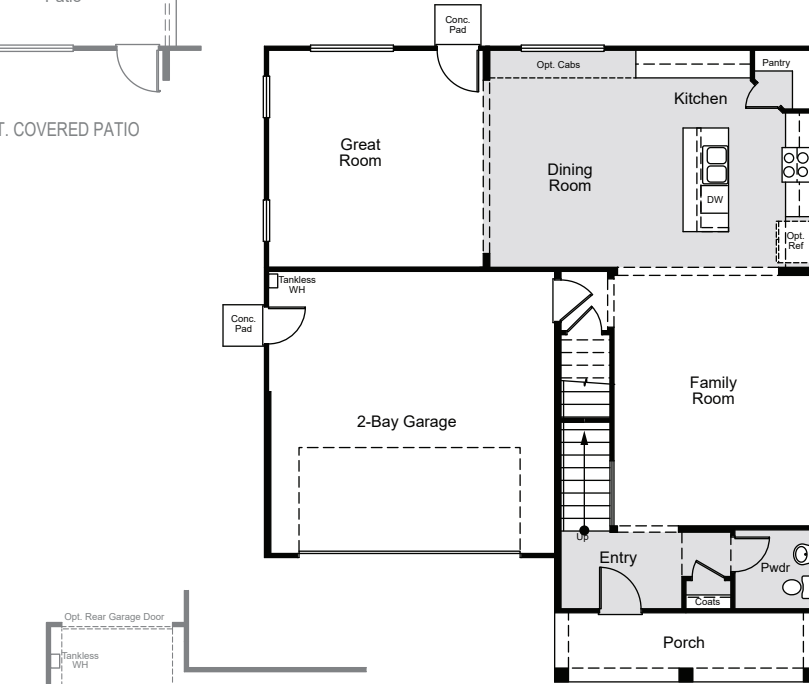 Patio
T. COVERED PATIO
Conc.
Pad
Opt. Cabs
Pantry
Kitchen
Great
Room
Dining
Room
DW
Opt.
Ref
Tankless
WH
Conc.
Pad
Family
Room
2-Bay Garage
Up
Entry
Pwdr
Coats
Opt. Rear Garage Door
Tankless
WH
Porch